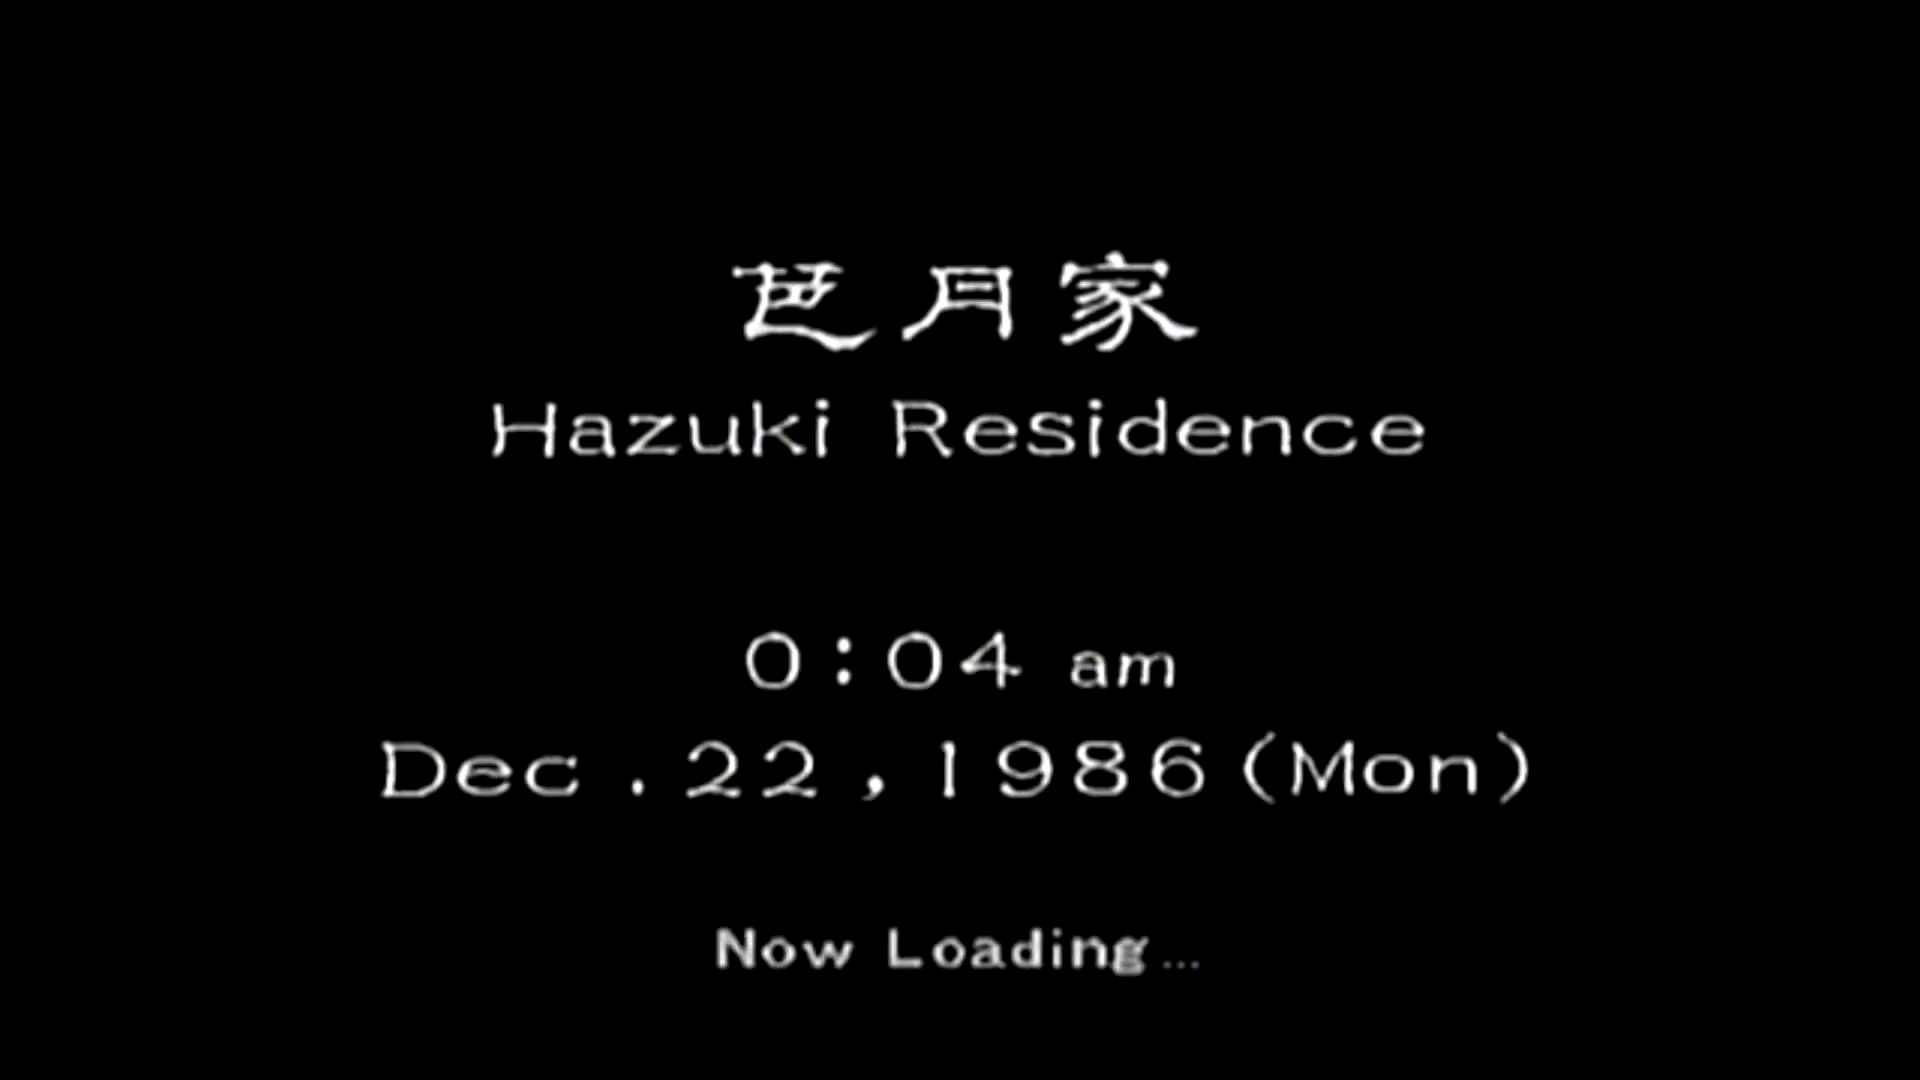 芭月家
Hazuki Residence
0:04 am
Dec.22,1986(Mon)
Now Loading...